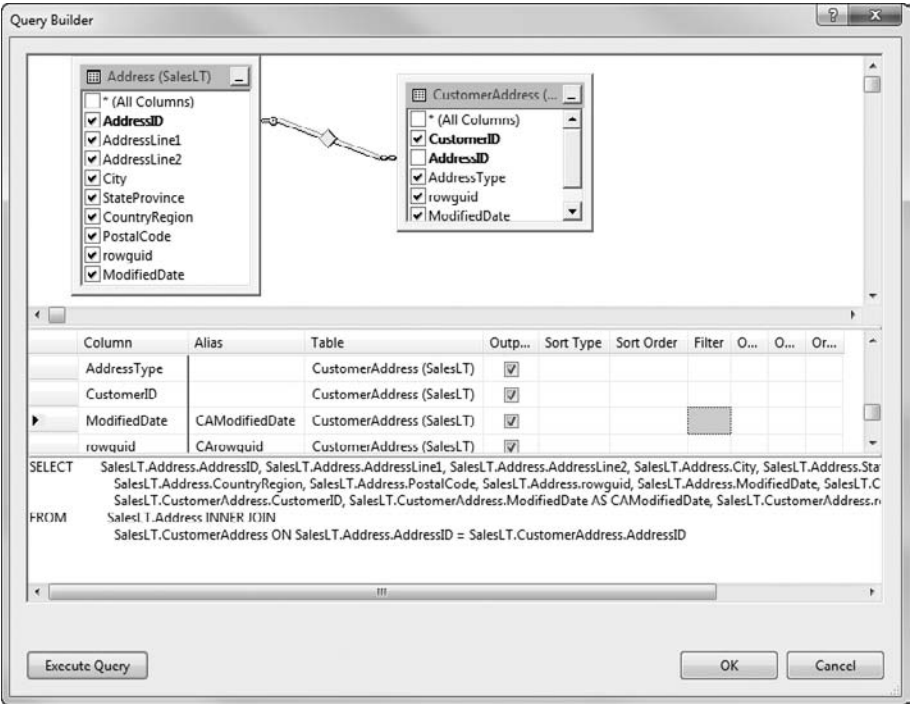 Query Builder
Address (SalesLT)
* (All Columns)
AddressID
AddressLine1
AddressLine2
City
StateProvince
CountryRegion
PostalCode
rowguid
ModifiedDate
CustomerAddress (...
* (All Columns)
CustomerID
AddressID
AddressType
rowguid
ModifiedDate
Column Alias Table Outp... Sort Type Sort Order Filter O... O... Or...
AddressType CustomerAddress (SalesLT)
CustomerID CustomerAddress (SalesLT)
ModifiedDate CAModifiedDate CustomerAddress (SalesLT)
rowguid CArowguid CustomerAddress (SalesLT)
SELECT SalesLT.Address.AddressID, SalesLT.Address.AddressLine1, SalesLT.Address.AddressLine2, SalesLT.Address.City, SalesLT.Address.Sta
SalesLT.Address.CountryRegion, SalesLT.Address.PostalCode, SalesLT.Address.rowguid, SalesLT.Address.ModifiedDate, SalesLT.C
SalesLT.CustomerAddress.CustomerID, SalesLT.CustomerAddress.ModifiedDate AS CAModifiedDate, SalesLT.CustomerAddress.r
FROM SalesLT.Address INNER JOIN
SalesLT.CustomerAddress ON SalesLT.Address.AddressID = SalesLT.CustomerAddress.AddressID
Execute Query OK Cancel